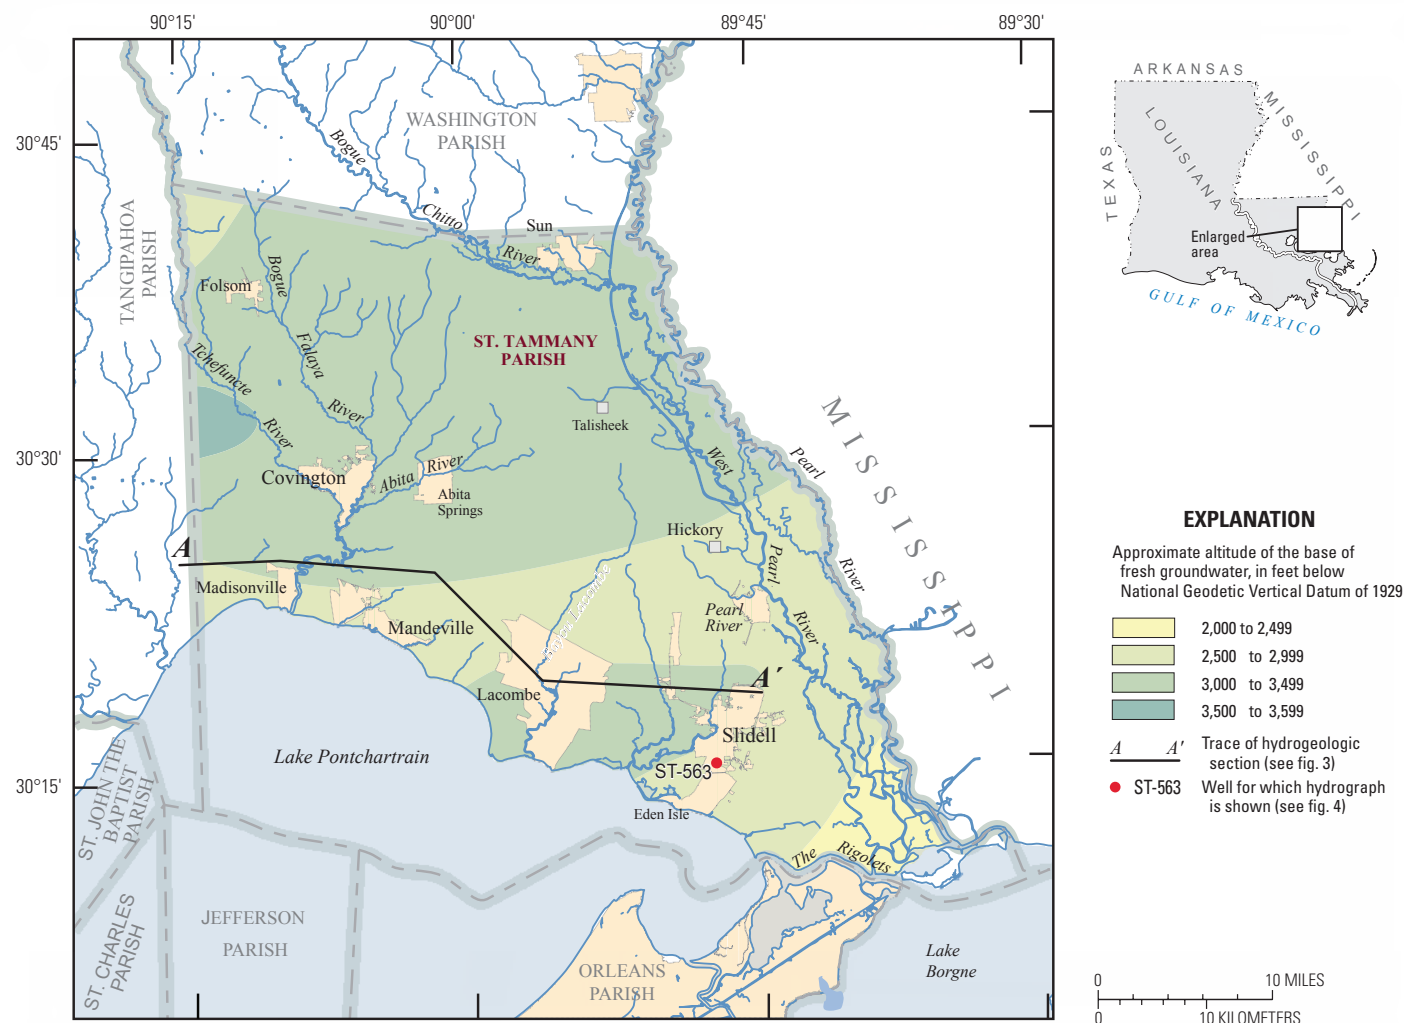 90°15'
90°00'
89°45'
89°30'
30°45'
30°30'
30°15'
WASHINGTON
PARISH
TANGIPAHOA
PARISH
Bogue
Chitto
River
Sun
Folsom
Bogue
Falaya
River
Tchefuncte
River
ST. TAMMANY
PARISH
Talisheek
Covington
Abita
River
Abita
Springs
West
Pearl
River
Pearl
River
MISSISSIPPI
Hickory
A
Madisonville
Mandeville
Bayou Lacombe
Pearl
River
Lacombe
A′
Slidell
ST-563
Eden Isle
Lake Pontchartrain
The
Rigolets
ST. JOHN THE
BAPTIST
PARISH
ST. CHARLES
PARISH
JEFFERSON
PARISH
ORLEANS
PARISH
Lake
Borgne
ARKANSAS
MISSISSIPPI
LOUISIANA
TEXAS
Enlarged
area
GULF OF MEXICO
EXPLANATION
Approximate altitude of the base of
fresh groundwater, in feet below
National Geodetic Vertical Datum of 1929
2,000 to 2,499
2,500 to 2,999
3,000 to 3,499
3,500 to 3,599
A A′ Trace of hydrogeologic
section (see fig. 3)
ST-563 Well for which hydrograph
is shown (see fig. 4)
0 10 MILES
0 10 KILOMETERS